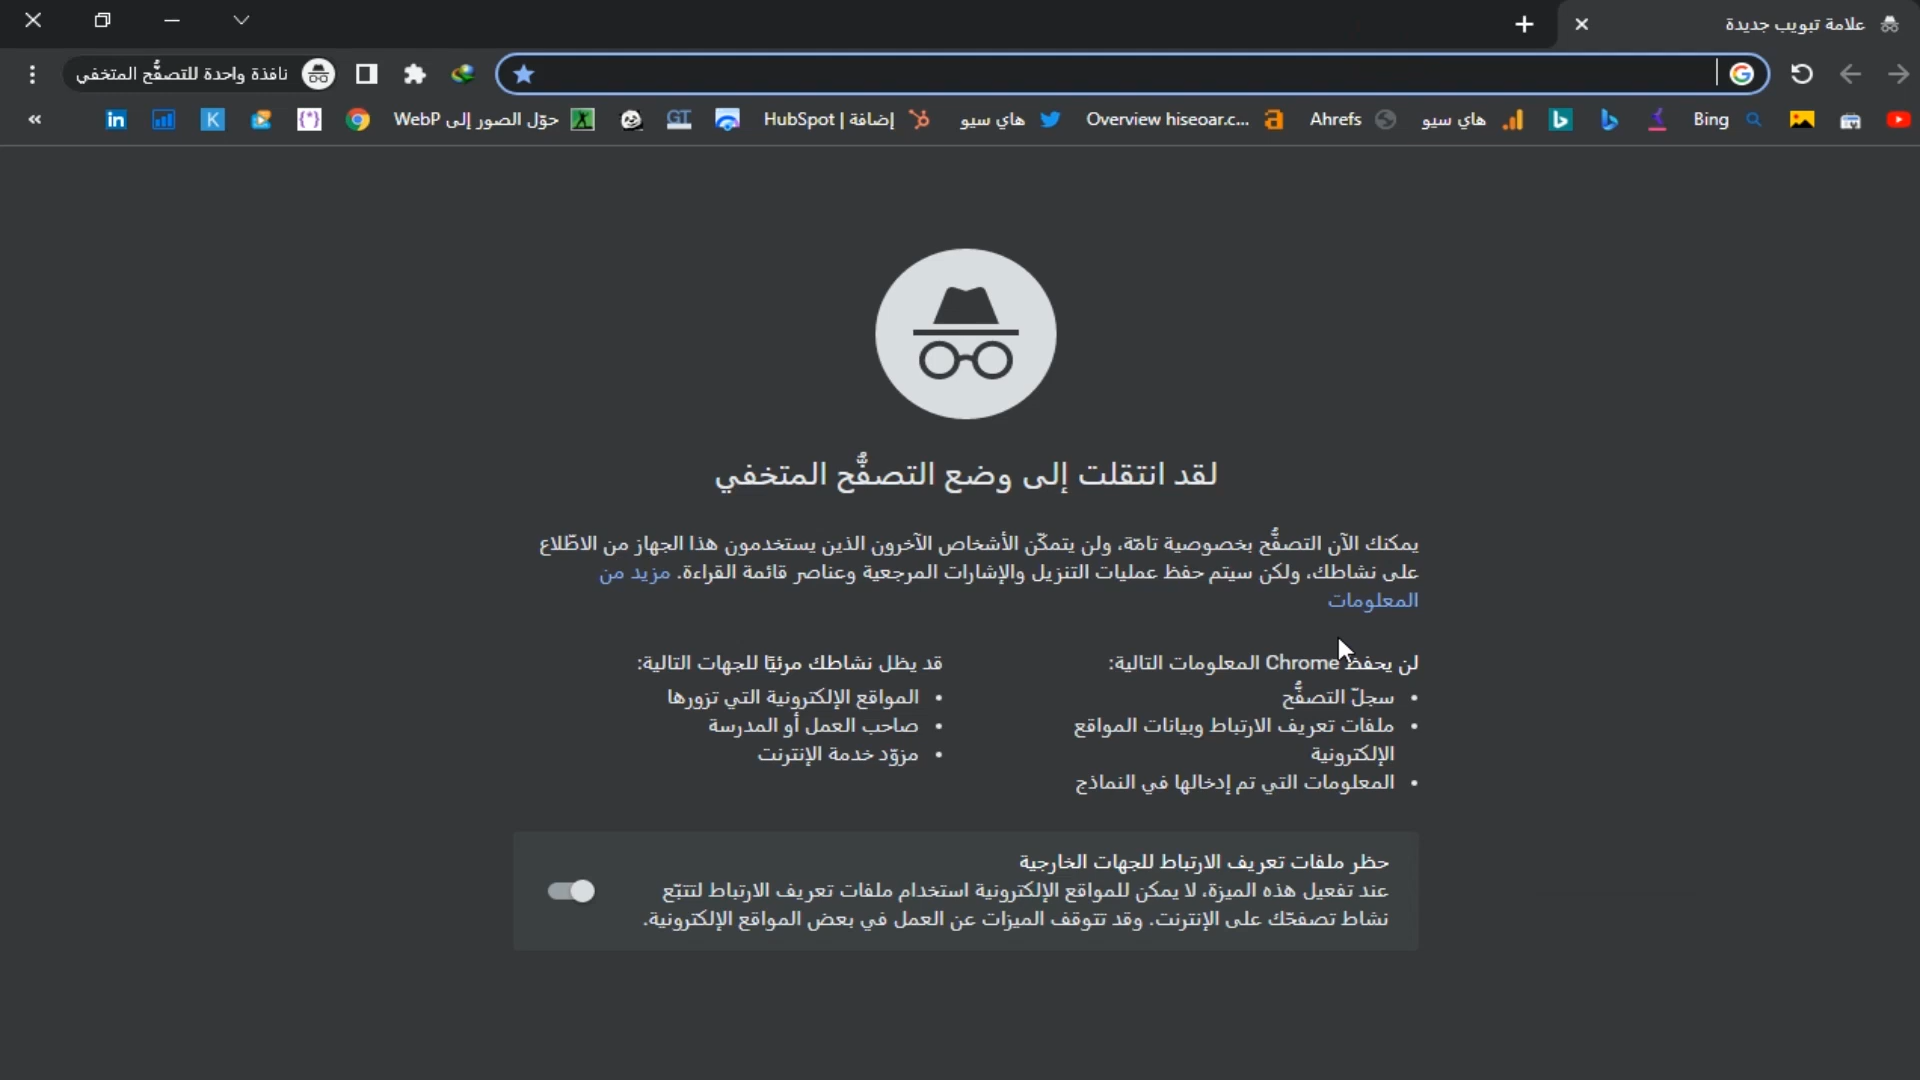 علامة تبويب جديدة
نافذة واحدة للتصفُّح المتخفي
Bing
هاي سيو
Ahrefs
Overview hiseoar.c...
هاي سيو
إضافة | HubSpot
GT
حوّل الصور إلى WebP
K
in
لقد انتقلت إلى وضع التصفُّح المتخفي
يمكنك الآن التصفُّح بخصوصية تامّة، ولن يتمكّن الأشخاص الآخرون الذين يستخدمون هذا الجهاز من الاطّلاع
على نشاطك، ولكن سيتم حفظ عمليات التنزيل والإشارات المرجعية وعناصر قائمة القراءة. مزيد من
المعلومات
لن يحفظ Chrome المعلومات التالية:
• سجلّ التصفُّح
• ملفات تعريف الارتباط وبيانات المواقع
الإلكترونية
• المعلومات التي تم إدخالها في النماذج
قد يظل نشاطك مرئيًا للجهات التالية:
• المواقع الإلكترونية التي تزورها
• صاحب العمل أو المدرسة
• مزوّد خدمة الإنترنت
حظر ملفات تعريف الارتباط للجهات الخارجية
عند تفعيل هذه الميزة، لا يمكن للمواقع الإلكترونية استخدام ملفات تعريف الارتباط لتتبّع
نشاط تصفحّك على الإنترنت. وقد تتوقف الميزات عن العمل في بعض المواقع الإلكترونية.